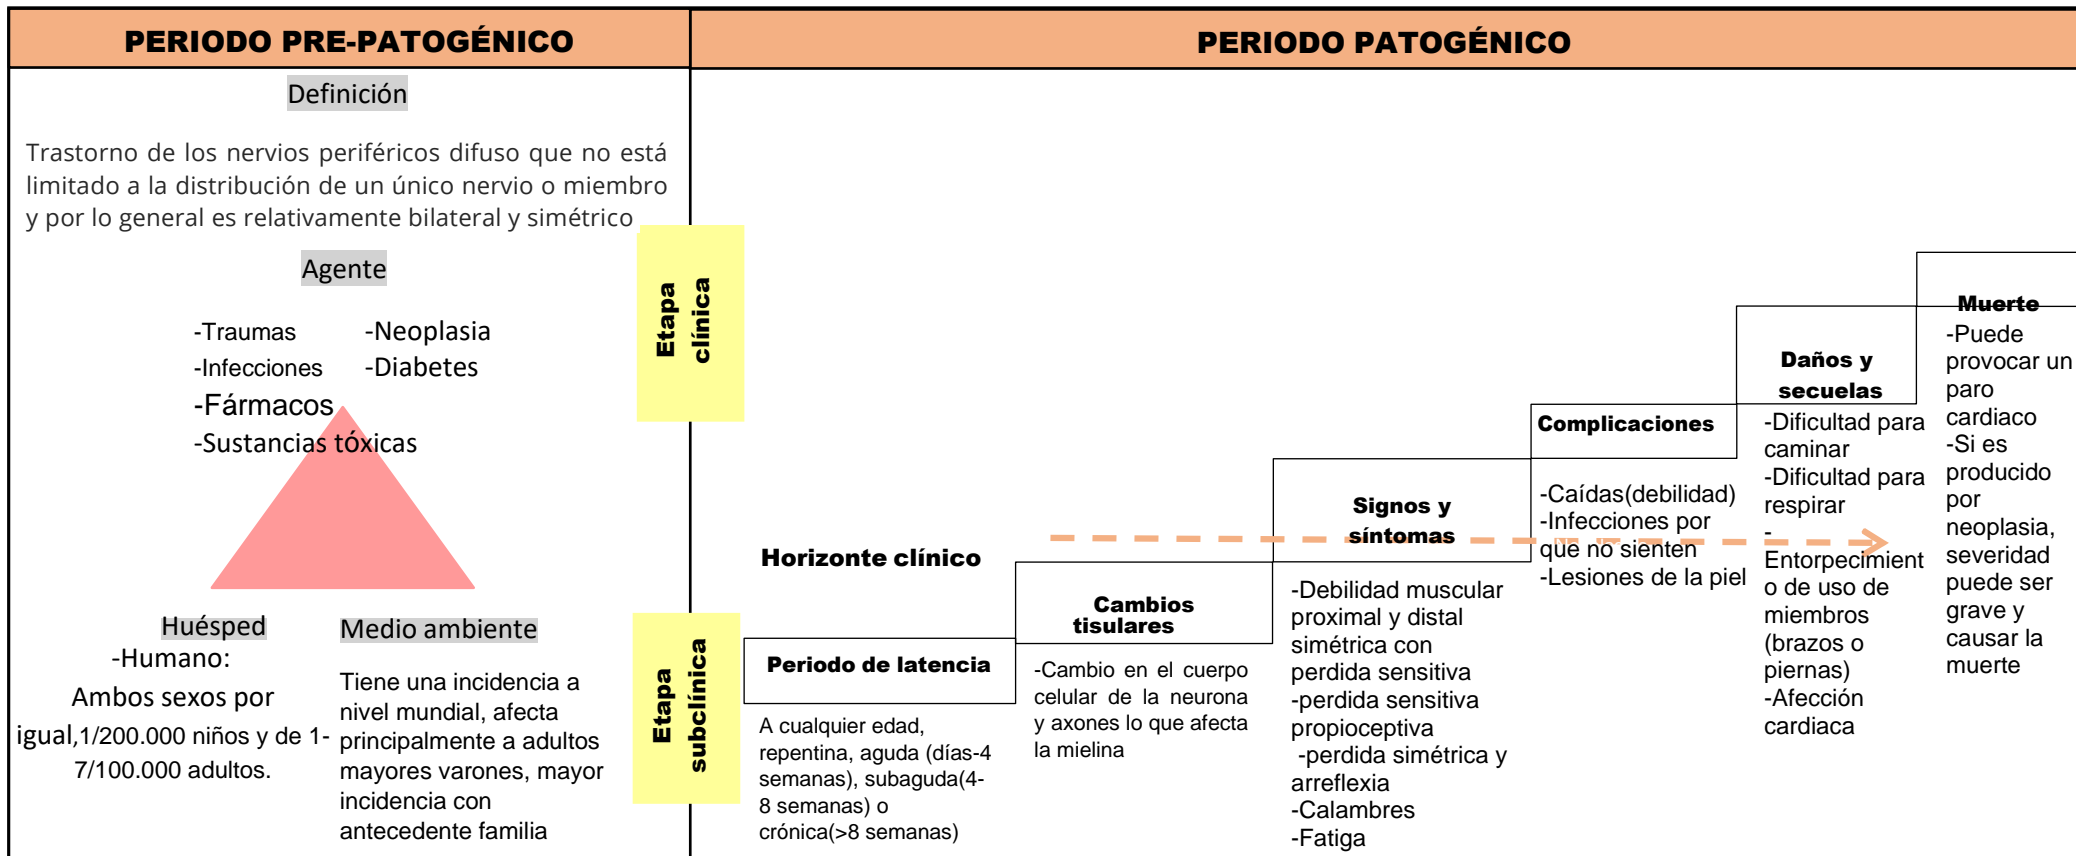 PERIODO PRE-PATOGÉNICO
PERIODO PATOGÉNICO
Definición
Trastorno de los nervios periféricos difuso que no está
limitado a la distribución de un único nervio o miembro
y por lo general es relativamente bilateral y simétrico
Agente
-Traumas
-Infecciones
-Fármacos
-Sustancias tóxicas
-Neoplasia
-Diabetes
Huésped
-Humano:
Ambos sexos por
igual,1/200.000 niños y de 1-
7/100.000 adultos.
Medio ambiente
Tiene una incidencia a
nivel mundial, afecta
principalmente a adultos
mayores varones, mayor
incidencia con
antecedente familia
Etapa
clínica
Etapa
subclínica
Horizonte clínico
Periodo de latencia
A cualquier edad,
repentina, aguda (días-4
semanas), subaguda(4-
8 semanas) o
crónica(>8 semanas)
Cambios
tisulares
-Cambio en el cuerpo
celular de la neurona
y axones lo que afecta
la mielina
Signos y
síntomas
-Debilidad muscular
proximal y distal
simétrica con
perdida sensitiva
-perdida sensitiva
propioceptiva
-perdida simétrica y
arreflexia
-Calambres
-Fatiga
Complicaciones
-Caídas(debilidad)
-Infecciones por
que no sienten
-Lesiones de la piel
Daños y
secuelas
-Dificultad para
caminar
-Dificultad para
respirar
-
Entorpecimient
o de uso de
miembros
(brazos o
piernas)
-Afección
cardiaca
Muerte
-Puede
provocar un
paro
cardiaco
-Si es
producido
por
neoplasia,
severidad
puede ser
grave y
causar la
muerte